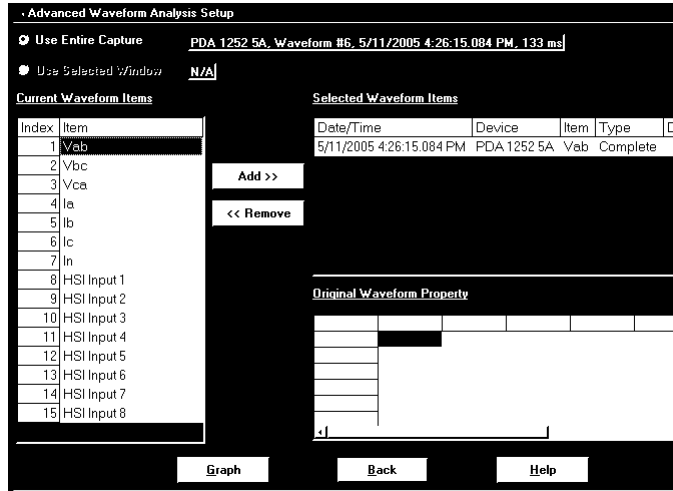 Advanced Waveform Analysis Setup
Use Entire Capture
PDA 1252 5A, Waveform #6, 5/11/2005 4:26:15.084 PM, 133 ms
Use Selected Window
N/A
Current Waveform Items
Index Item
1 Vab
2 Vbc
3 Vca
4 Ia
5 Ib
6 Ic
7 In
8 HSI Input 1
9 HSI Input 2
10 HSI Input 3
11 HSI Input 4
12 HSI Input 5
13 HSI Input 6
14 HSI Input 7
15 HSI Input 8
Add >>
<< Remove
Selected Waveform Items
Date/Time Device Item Type
5/11/2005 4:26:15.084 PM PDA 1252 5A Vab Complete
Original Waveform Property
Graph
Back
Help